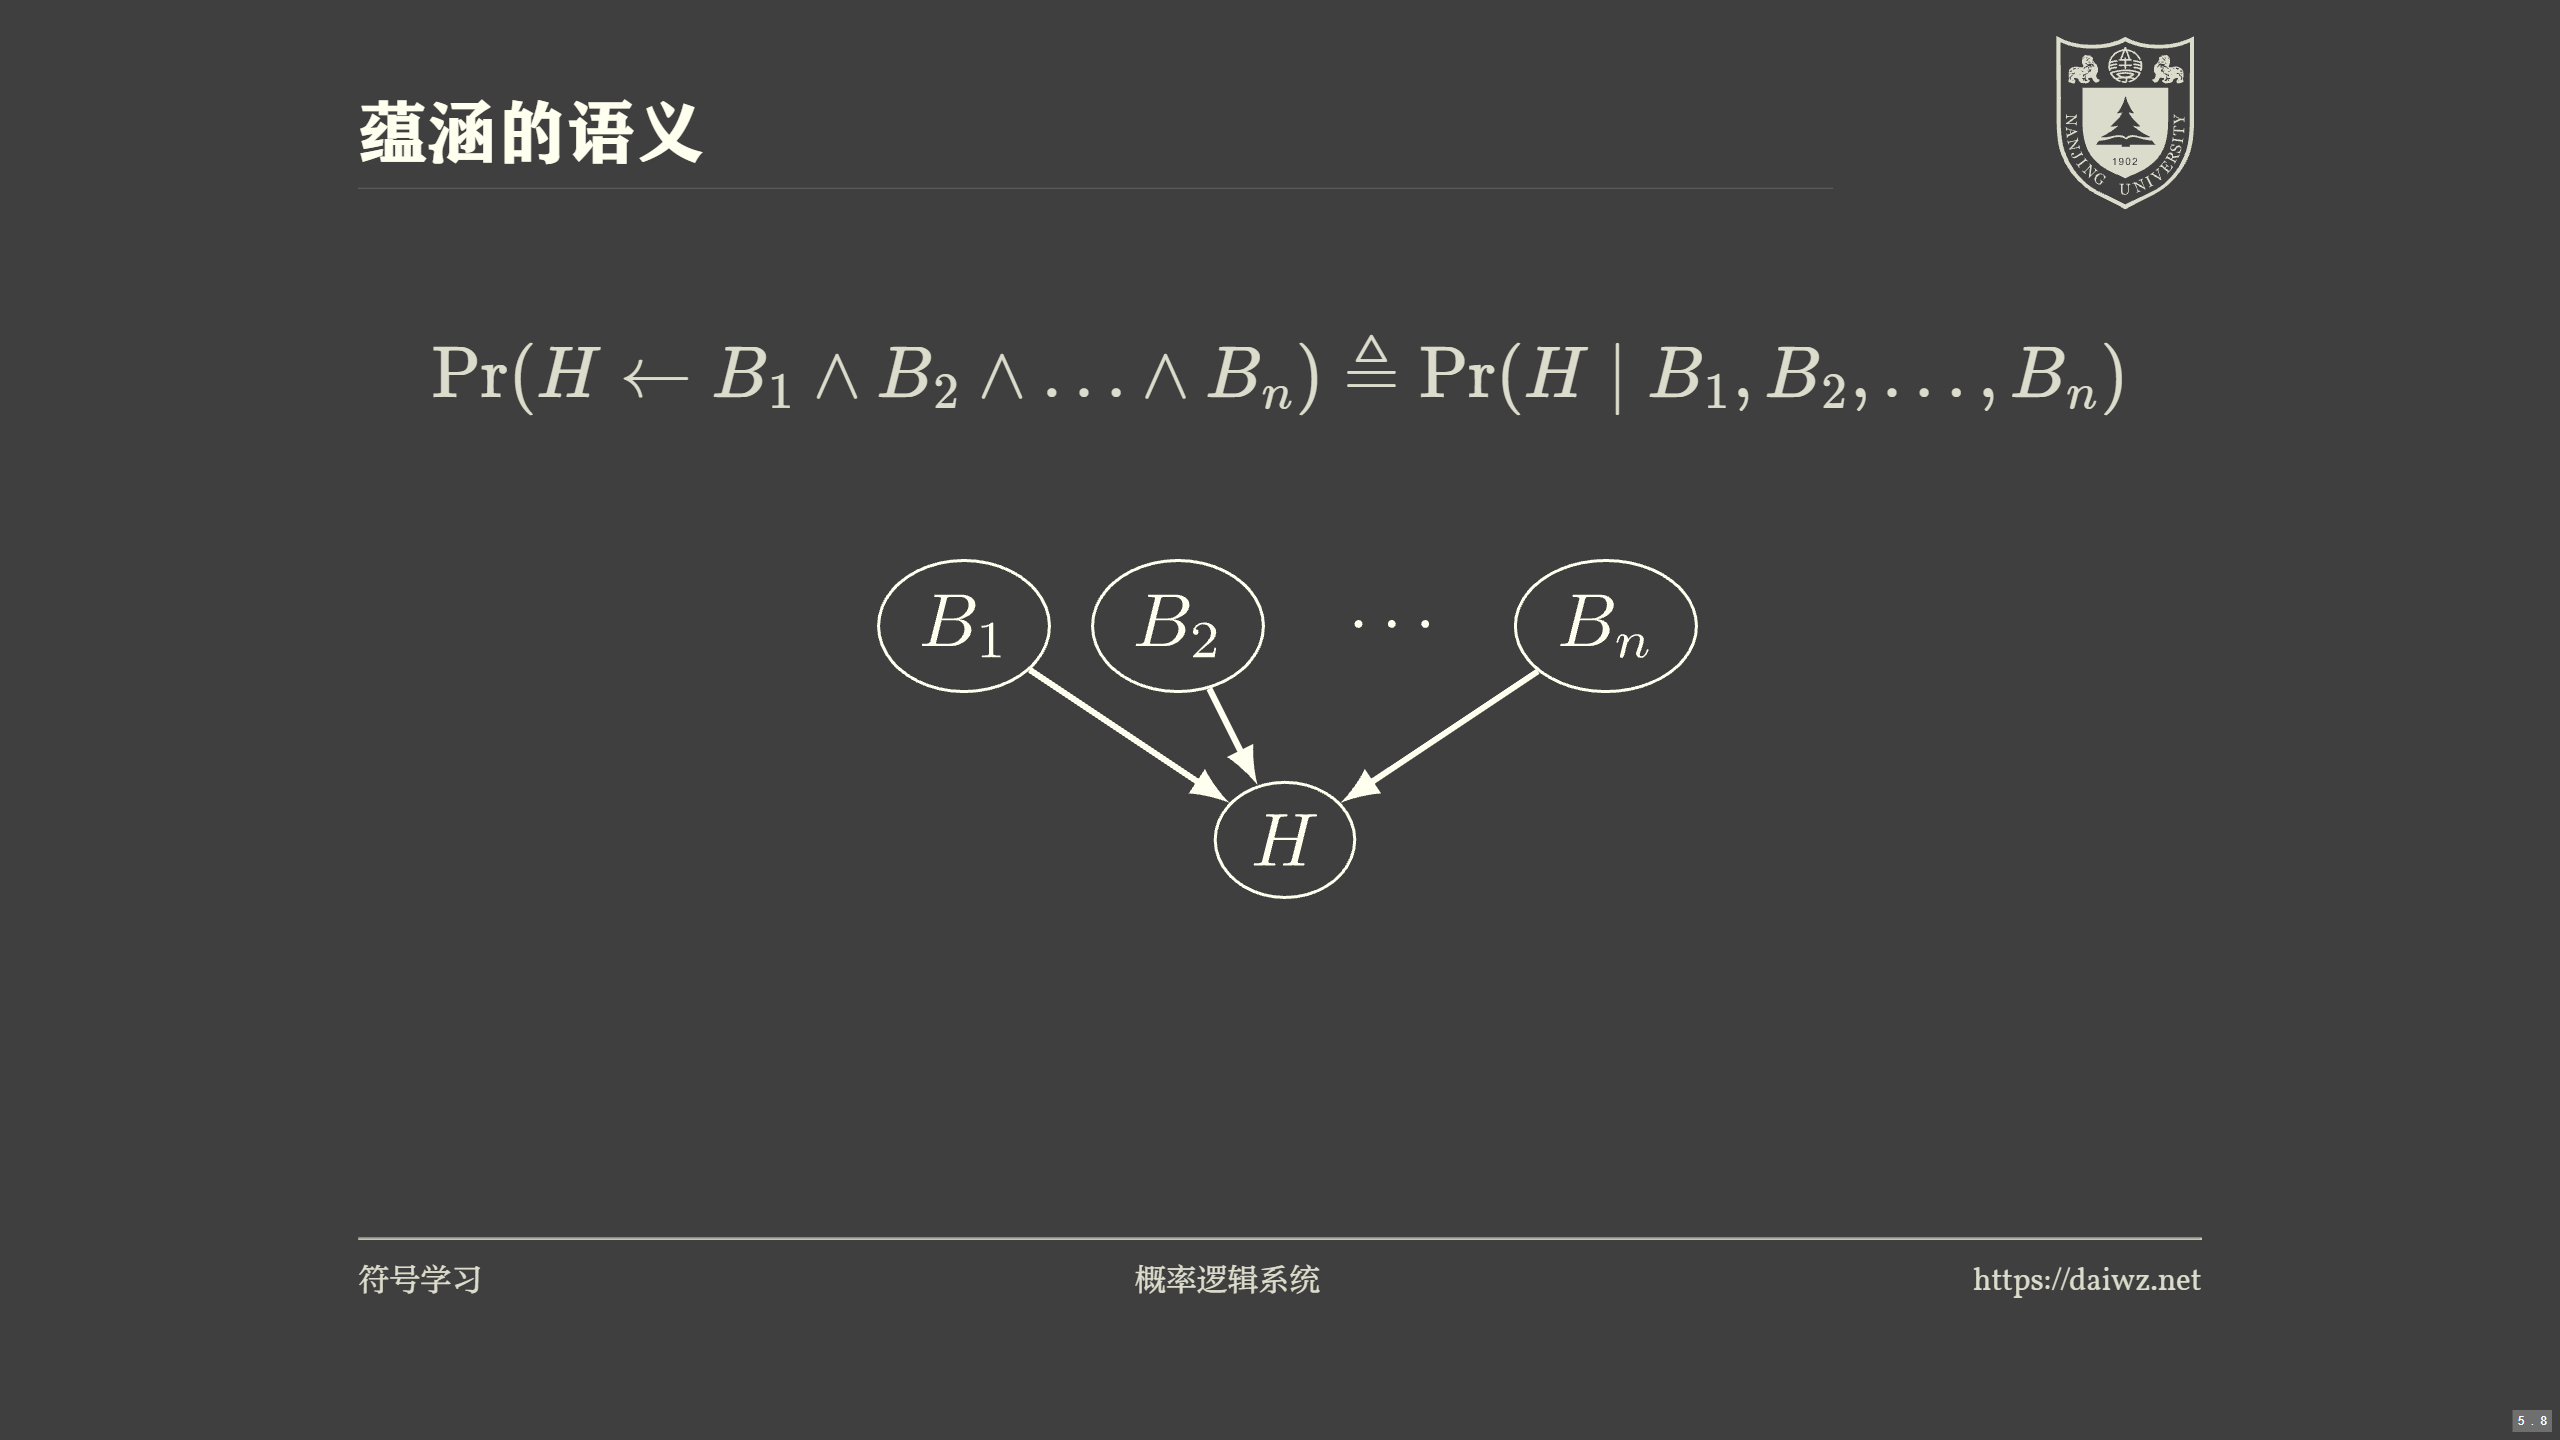 蕴涵的语义
NANJING UNIVERSITY
1902
Pr(H ← B₁ ∧ B₂ ∧ … ∧ Bₙ) ≜ Pr(H | B₁, B₂, …, Bₙ)
B₁ B₂ ⋯ Bₙ
H
符号学习 概率逻辑系统 https://daiwz.net
5 . 8